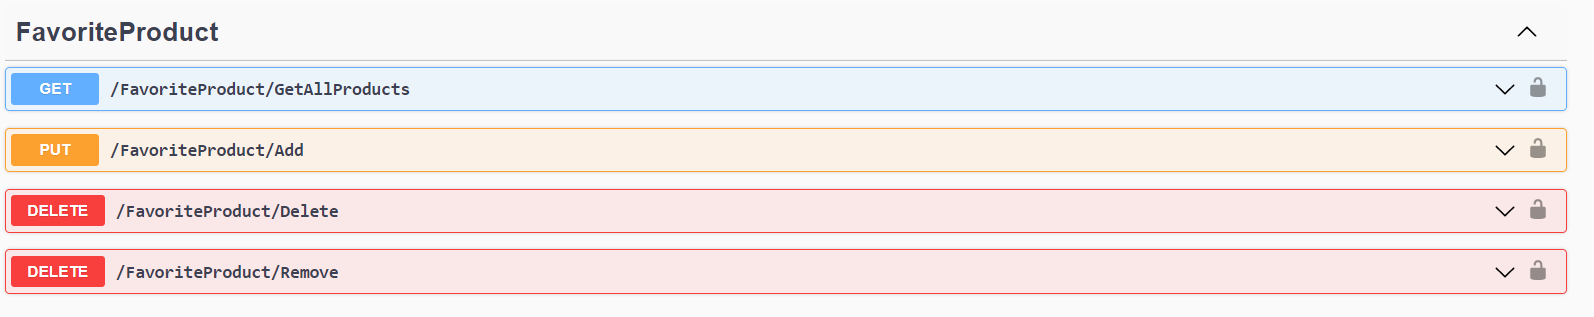 FavoriteProduct
GET /FavoriteProduct/GetAllProducts
PUT /FavoriteProduct/Add
DELETE /FavoriteProduct/Delete
DELETE /FavoriteProduct/Remove